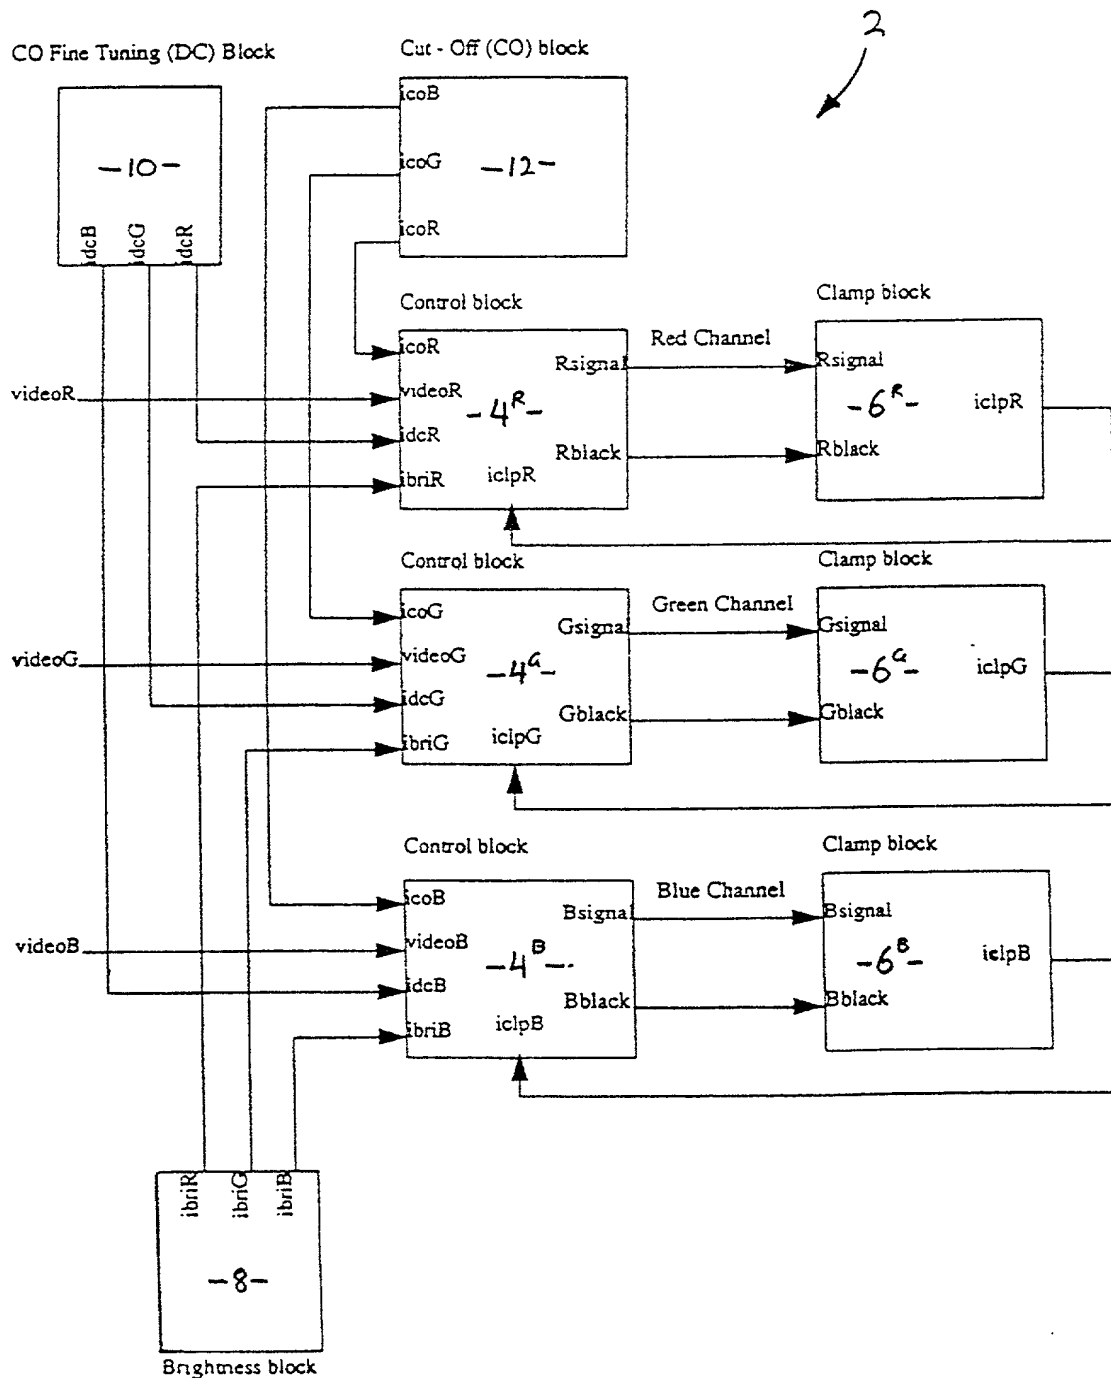 2
CO Fine Tuning (DC) Block
-10-
idcB
idcG
idcR
Cut - Off (CO) block
icoB
icoG
-12-
icoR
Control block
icoR
videoR
videoR
idcR
ibriR
-4R-
Rsignal
Rblack
iclpR
Red Channel
Clamp block
Rsignal
-6R-
iclpR
Rblack
Control block
icoG
videoG
videoG
idcG
ibriG
-4G-
Gsignal
Gblack
iclpG
Green Channel
Clamp block
Gsignal
-6G-
iclpG
Gblack
Control block
icoB
videoB
videoB
idcB
ibriB
-4B-
Bsignal
Bblack
iclpB
Blue Channel
Clamp block
Bsignal
-6B-
iclpB
Bblack
ibriR
ibriG
ibriB
-8-
Brightness block